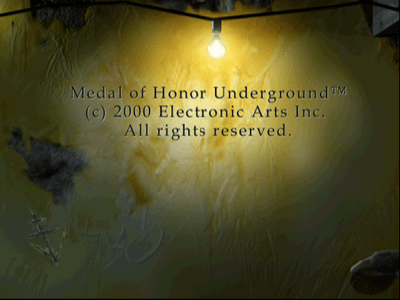 Medal of Honor Underground™
(c) 2000 Electronic Arts Inc.
All rights reserved.